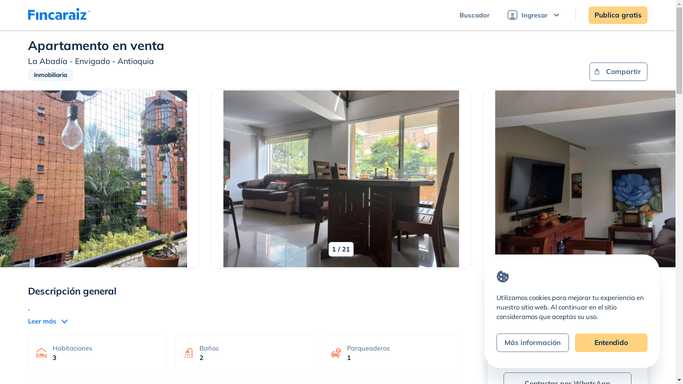 Fincaraiz
Buscador
Ingresar
Publica gratis
Apartamento en venta
La Abadía - Envigado - Antioquia
Inmobiliaria
Compartir
1 / 21
Descripción general
.
Leer más
Habitaciones
3
Baños
2
Parqueaderos
1
Utilizamos cookies para mejorar tu experiencia en
nuestro sitio web. Al continuar en el sitio
consideramos que aceptas su uso.
Más información
Entendido
Contactar por WhatsApp